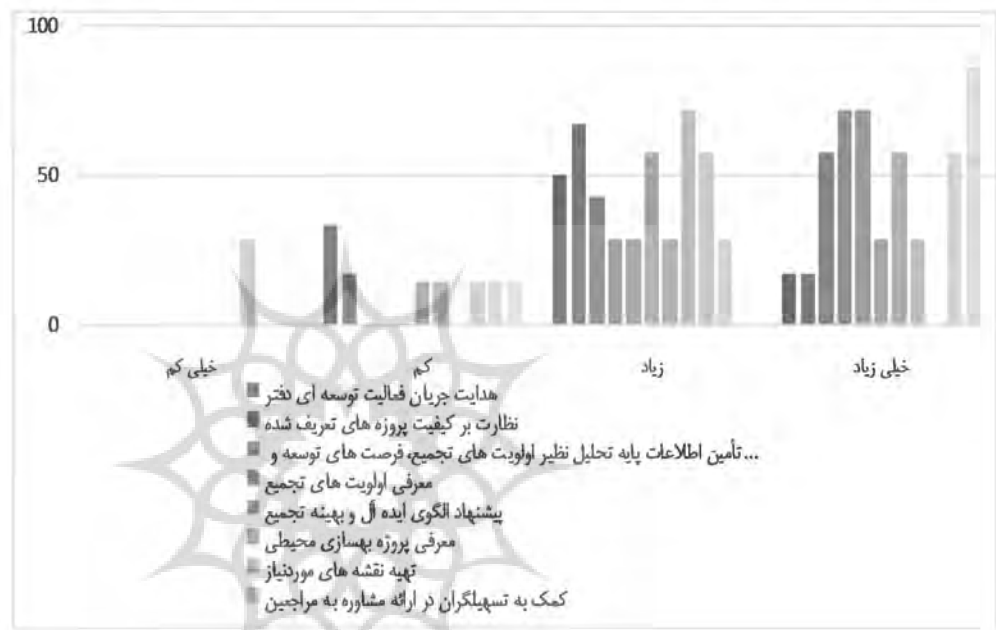 100
50
0
خیلی کم
کم
زیاد
خیلی زیاد
هدایت جریان فعالیت توسعه ای دفتر
نظارت بر کیفیت پروژه های تعریف شده
تأمین اطلاعات پایه تحلیل نظیر اولویت های تجمیع، فرصت های توسعه و...
معرفی اولویت های تجمیع
پیشنهاد الگوی ایده آل و بهینه تجمیع
معرفی پروژه بهسازی محیطی
تهیه نقشه های موردنیاز
کمک به تسهیلگران در ارائه مشاوره به مراجعین